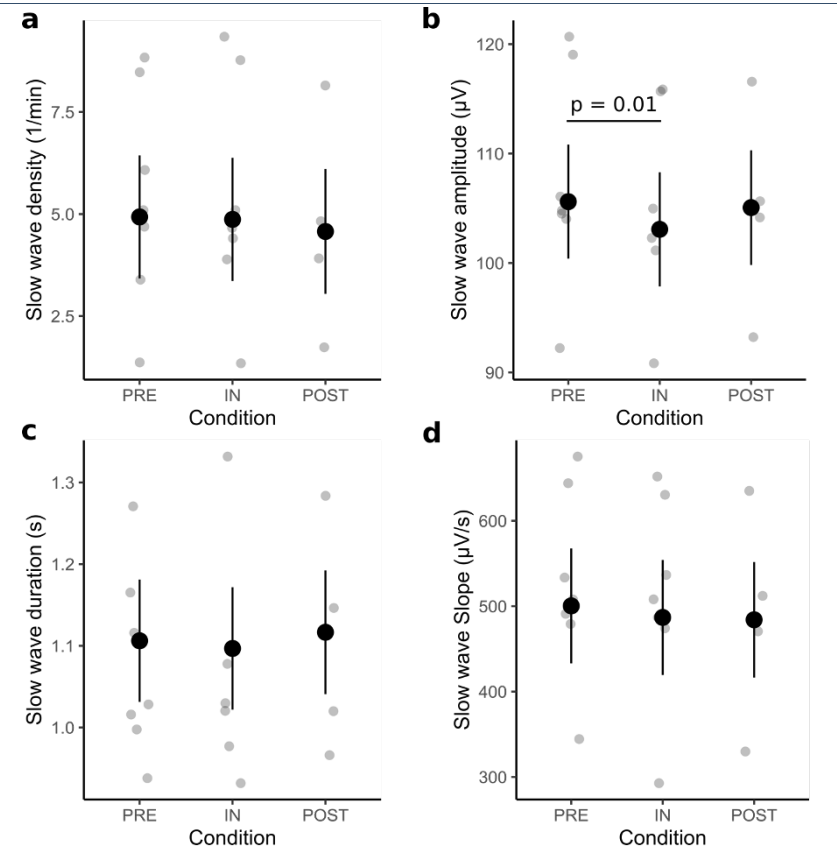 a
Slow wave density (1/min)
7.5
5.0
2.5
PRE IN POST
Condition
b
Slow wave amplitude (µV)
120
110
100
90
p = 0.01
PRE IN POST
Condition
c
Slow wave duration (s)
1.3
1.2
1.1
1.0
PRE IN POST
Condition
d
Slow wave Slope (µV/s)
600
500
400
300
PRE IN POST
Condition